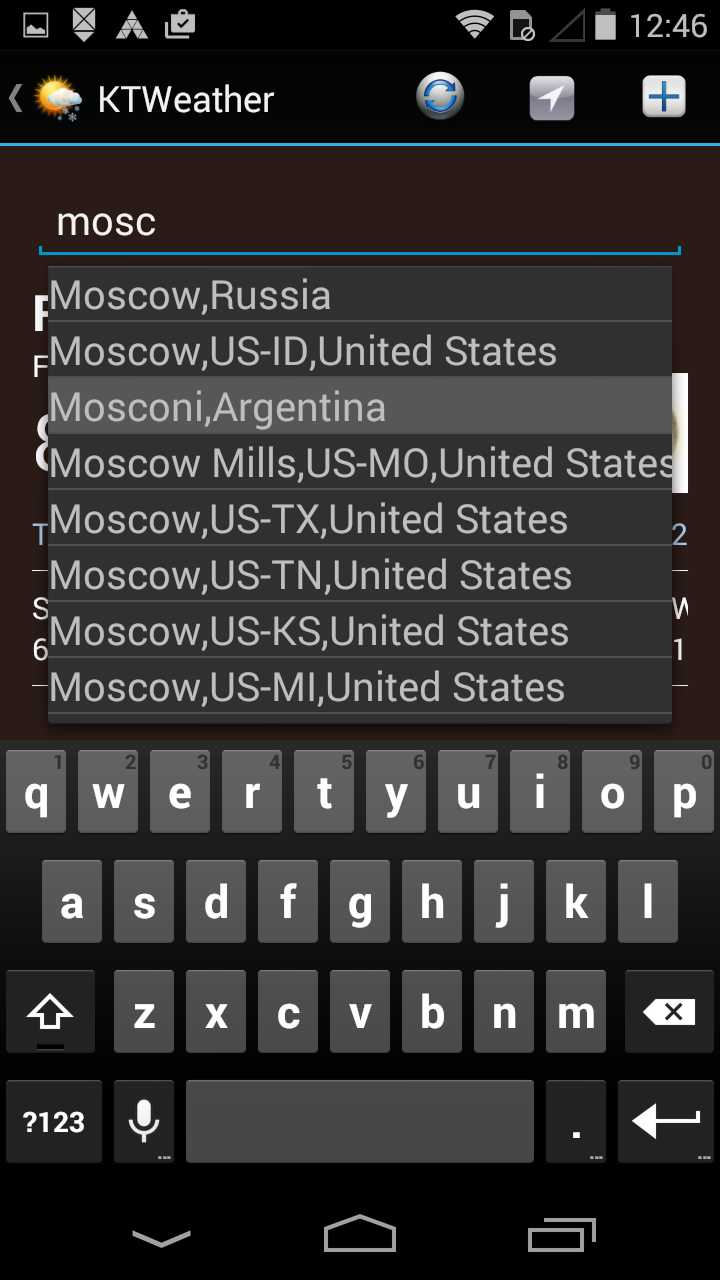 12:46
KTWeather
mosc
Moscow,Russia
Moscow,US-ID,United States
Mosconi,Argentina
Moscow Mills,US-MO,United States
Moscow,US-TX,United States
Moscow,US-TN,United States
Moscow,US-KS,United States
Moscow,US-MI,United States
1 2 3 4 5 6 7 8 9 0
q w e r t y u i o p
a s d f g h j k l
z x c v b n m
?123 .